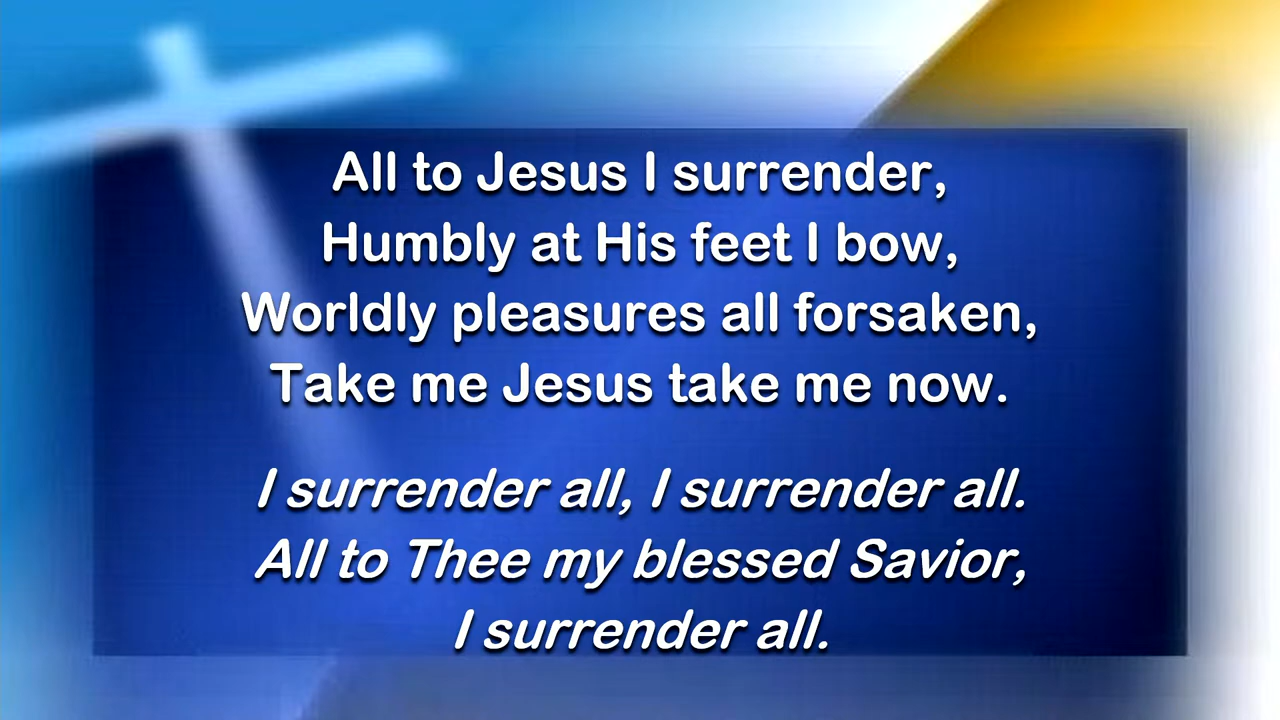 All to Jesus I surrender,
Humbly at His feet I bow,
Worldly pleasures all forsaken,
Take me Jesus take me now.
I surrender all, I surrender all.
All to Thee my blessed Savior,
I surrender all.